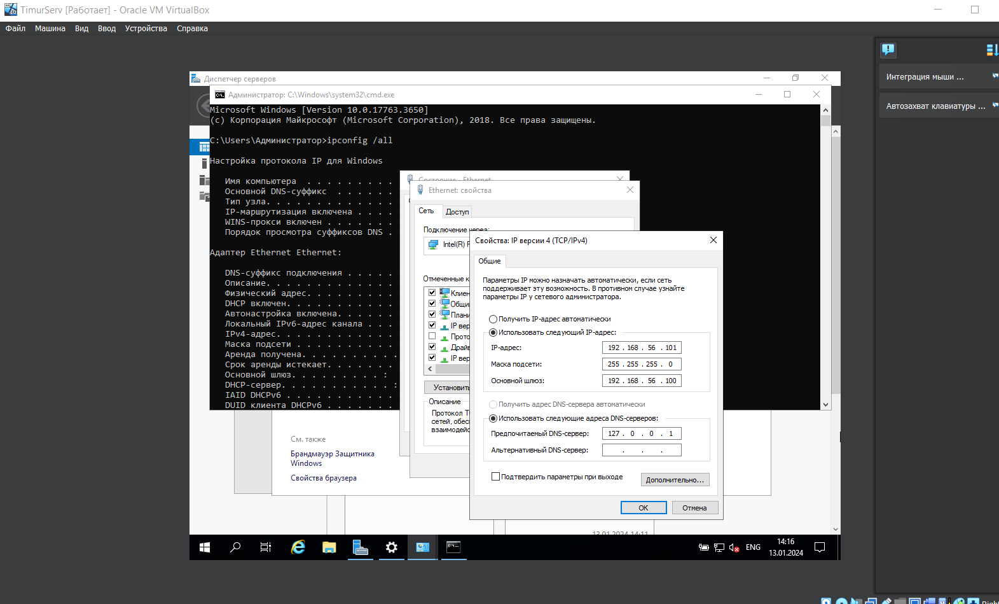 TimurServ [Работает] - Oracle VM VirtualBox
Файл Машина Вид Ввод Устройства Справка
Интеграция мыши ...
Автозахват клавиатуры ...
Диспетчер серверов
Администратор: C:\Windows\system32\cmd.exe
Microsoft Windows [Version 10.0.17763.3650]
(c) Корпорация Майкрософт (Microsoft Corporation), 2018. Все права защищены.
C:\Users\Администратор>ipconfig /all
Настройка протокола IP для Windows
Имя компьютера . . . . . . . . .
Основной DNS-суффикс . . . . . .
Тип узла. . . . . . . . . . . . .
IP-маршрутизация включена . . . .
WINS-прокси включен . . . . . . .
Порядок просмотра суффиксов DNS .
Адаптер Ethernet Ethernet:
DNS-суффикс подключения . . . . .
Описание. . . . . . . . . . . . .
Физический адрес. . . . . . . . .
DHCP включен. . . . . . . . . . .
Автонастройка включена. . . . . .
Локальный IPv6-адрес канала . . .
IPv4-адрес. . . . . . . . . . . .
Маска подсети . . . . . . . . . .
Аренда получена. . . . . . . . . .
Срок аренды истекает. . . . . . .
Основной шлюз. . . . . . . . . :
DHCP-сервер. . . . . . . . . . . :
IAID DHCPv6 . . . . . . . . . . .
DUID клиента DHCPv6 . . . . . . .
Состояние - Ethernet
Ethernet: свойства
Сеть Доступ
Подключение через:
Intel(R) P
Отмеченные к
Клиен
Общи
Плани
IP вер
Прото
Драйв
IP вер
Установить
Описание
Протокол T
сетей, обес
взаимодейс
Свойства: IP версии 4 (TCP/IPv4)
Общие
Параметры IP можно назначать автоматически, если сеть
поддерживает эту возможность. В противном случае узнайте
параметры IP у сетевого администратора.
Получить IP-адрес автоматически
Использовать следующий IP-адрес:
IP-адрес: 192 . 168 . 56 . 101
Маска подсети: 255 . 255 . 255 . 0
Основной шлюз: 192 . 168 . 56 . 100
Получить адрес DNS-сервера автоматически
Использовать следующие адреса DNS-серверов:
Предпочитаемый DNS-сервер: 127 . 0 . 0 . 1
Альтернативный DNS-сервер: . . .
Подтвердить параметры при выходе
Дополнительно...
ОК Отмена
См. также
Брандмауэр Защитника
Windows
Свойства браузера
13.01.2024 14:11
ENG
14:16
13.01.2024
Right